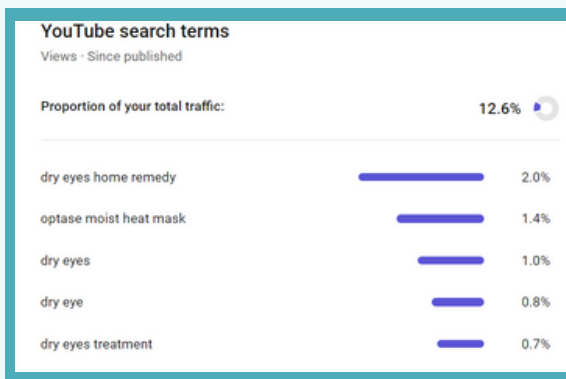 YouTube search terms
Views · Since published
Proportion of your total traffic: 12.6%
dry eyes home remedy 2.0%
optase moist heat mask 1.4%
dry eyes 1.0%
dry eye 0.8%
dry eyes treatment 0.7%